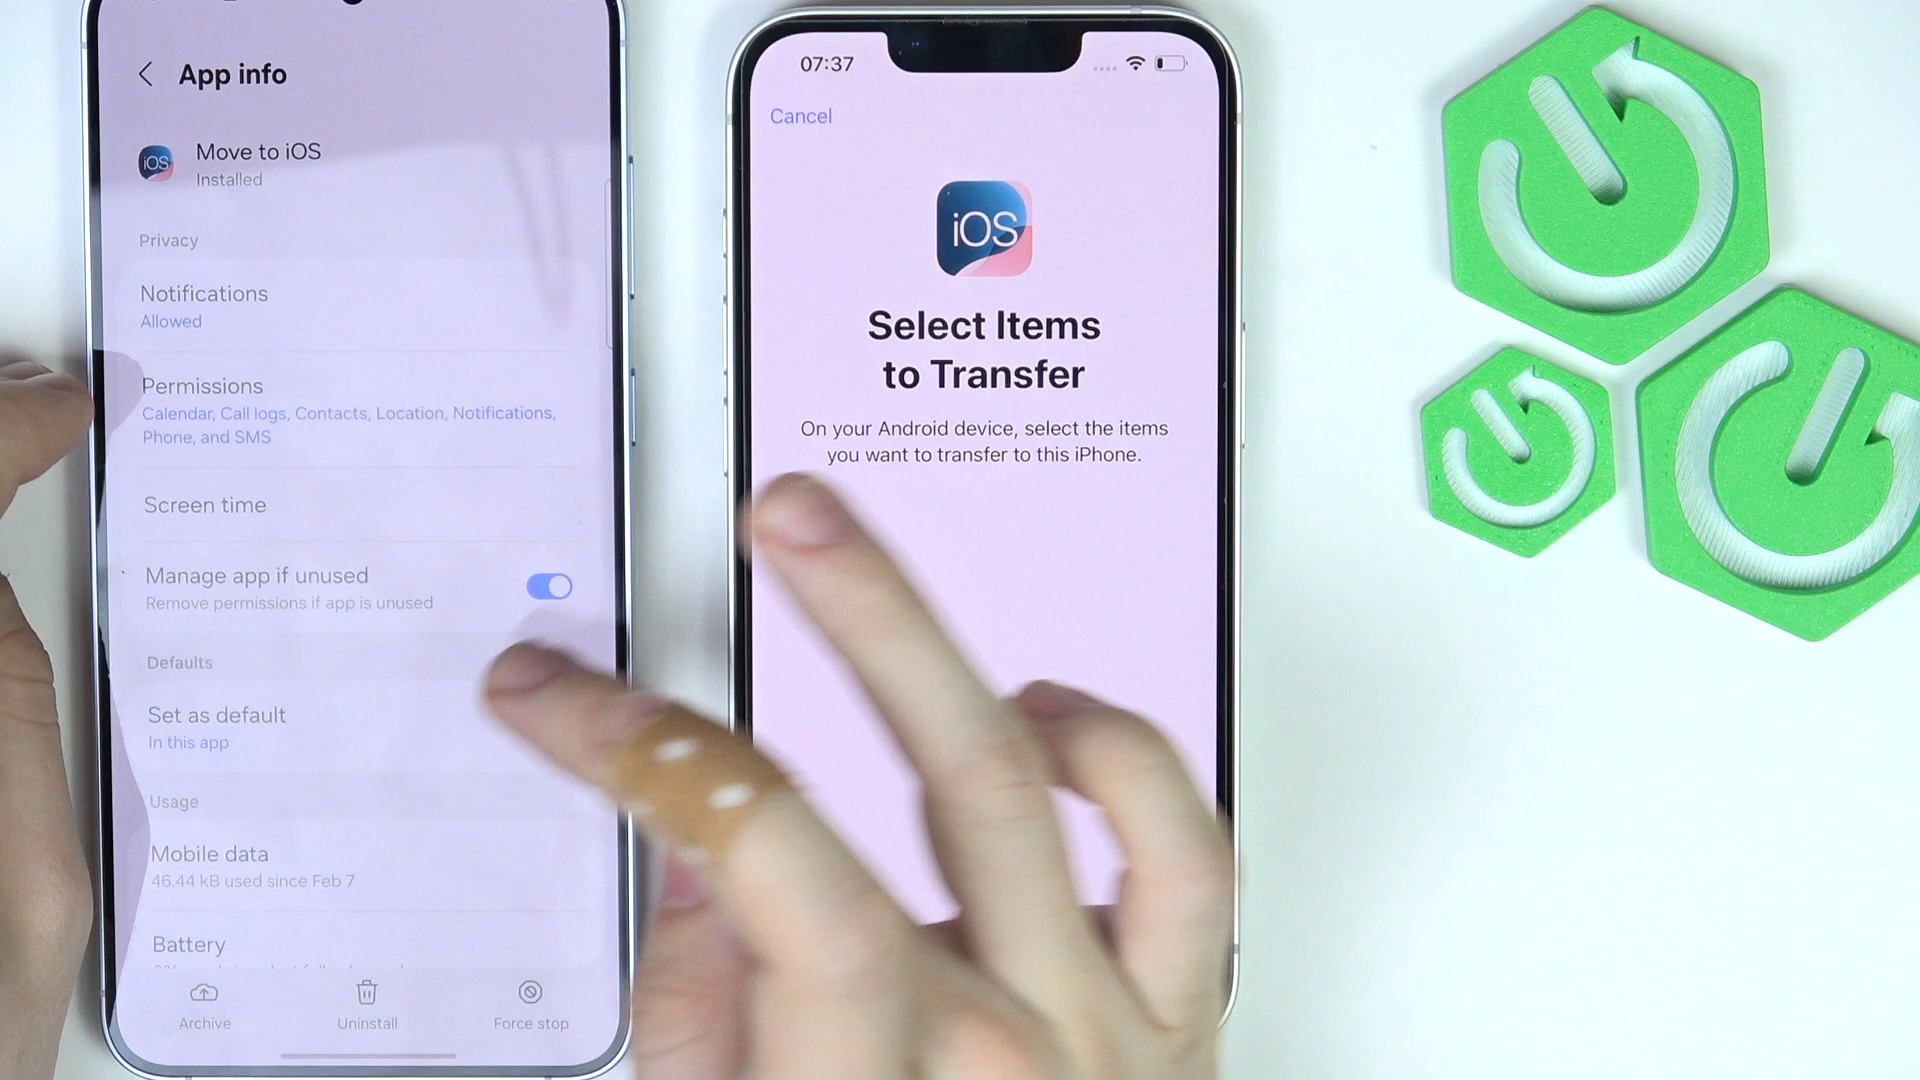 App info
iOS
Move to iOS
Installed
Privacy
Notifications
Allowed
Permissions
Calendar, Call logs, Contacts, Location, Notifications,
Phone, and SMS
Screen time
Manage app if unused
Remove permissions if app is unused
Defaults
Set as default
In this app
Usage
Mobile data
46.44 kB used since Feb 7
Battery
Archive
Uninstall
Force stop
07:37
Cancel
iOS
Select Items
to Transfer
On your Android device, select the items
you want to transfer to this iPhone.